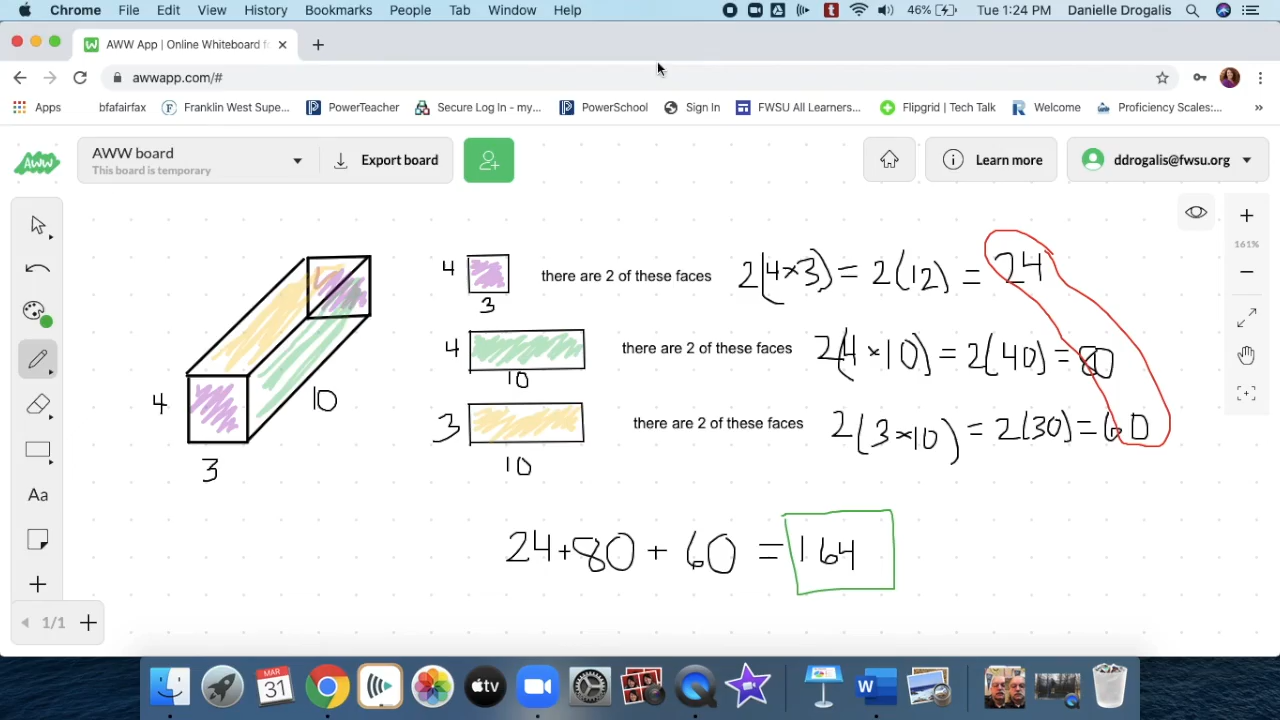 Chrome File Edit View History Bookmarks People Tab Window Help 46% Tue 1:24 PM Danielle Drogalis
AWW App | Online Whiteboard fo
awwapp.com/#
Apps bfafairfax Franklin West Supe... PowerTeacher Secure Log In - my... PowerSchool Sign In FWSU All Learners... Flipgrid | Tech Talk Welcome Proficiency Scales:... »
AWW AWW board Export board Learn more ddrogalis@fwsu.org
This board is temporary
161%
4 there are 2 of these faces 2(4×3) = 2(12) = 24
3
4 there are 2 of these faces 2(4×10) = 2(40) = 80
10
4 10
3 there are 2 of these faces 2(3×10) = 2(30) = 60
10
3
Aa
24+80+60 = 164
1/1
MAR
31
tv
W